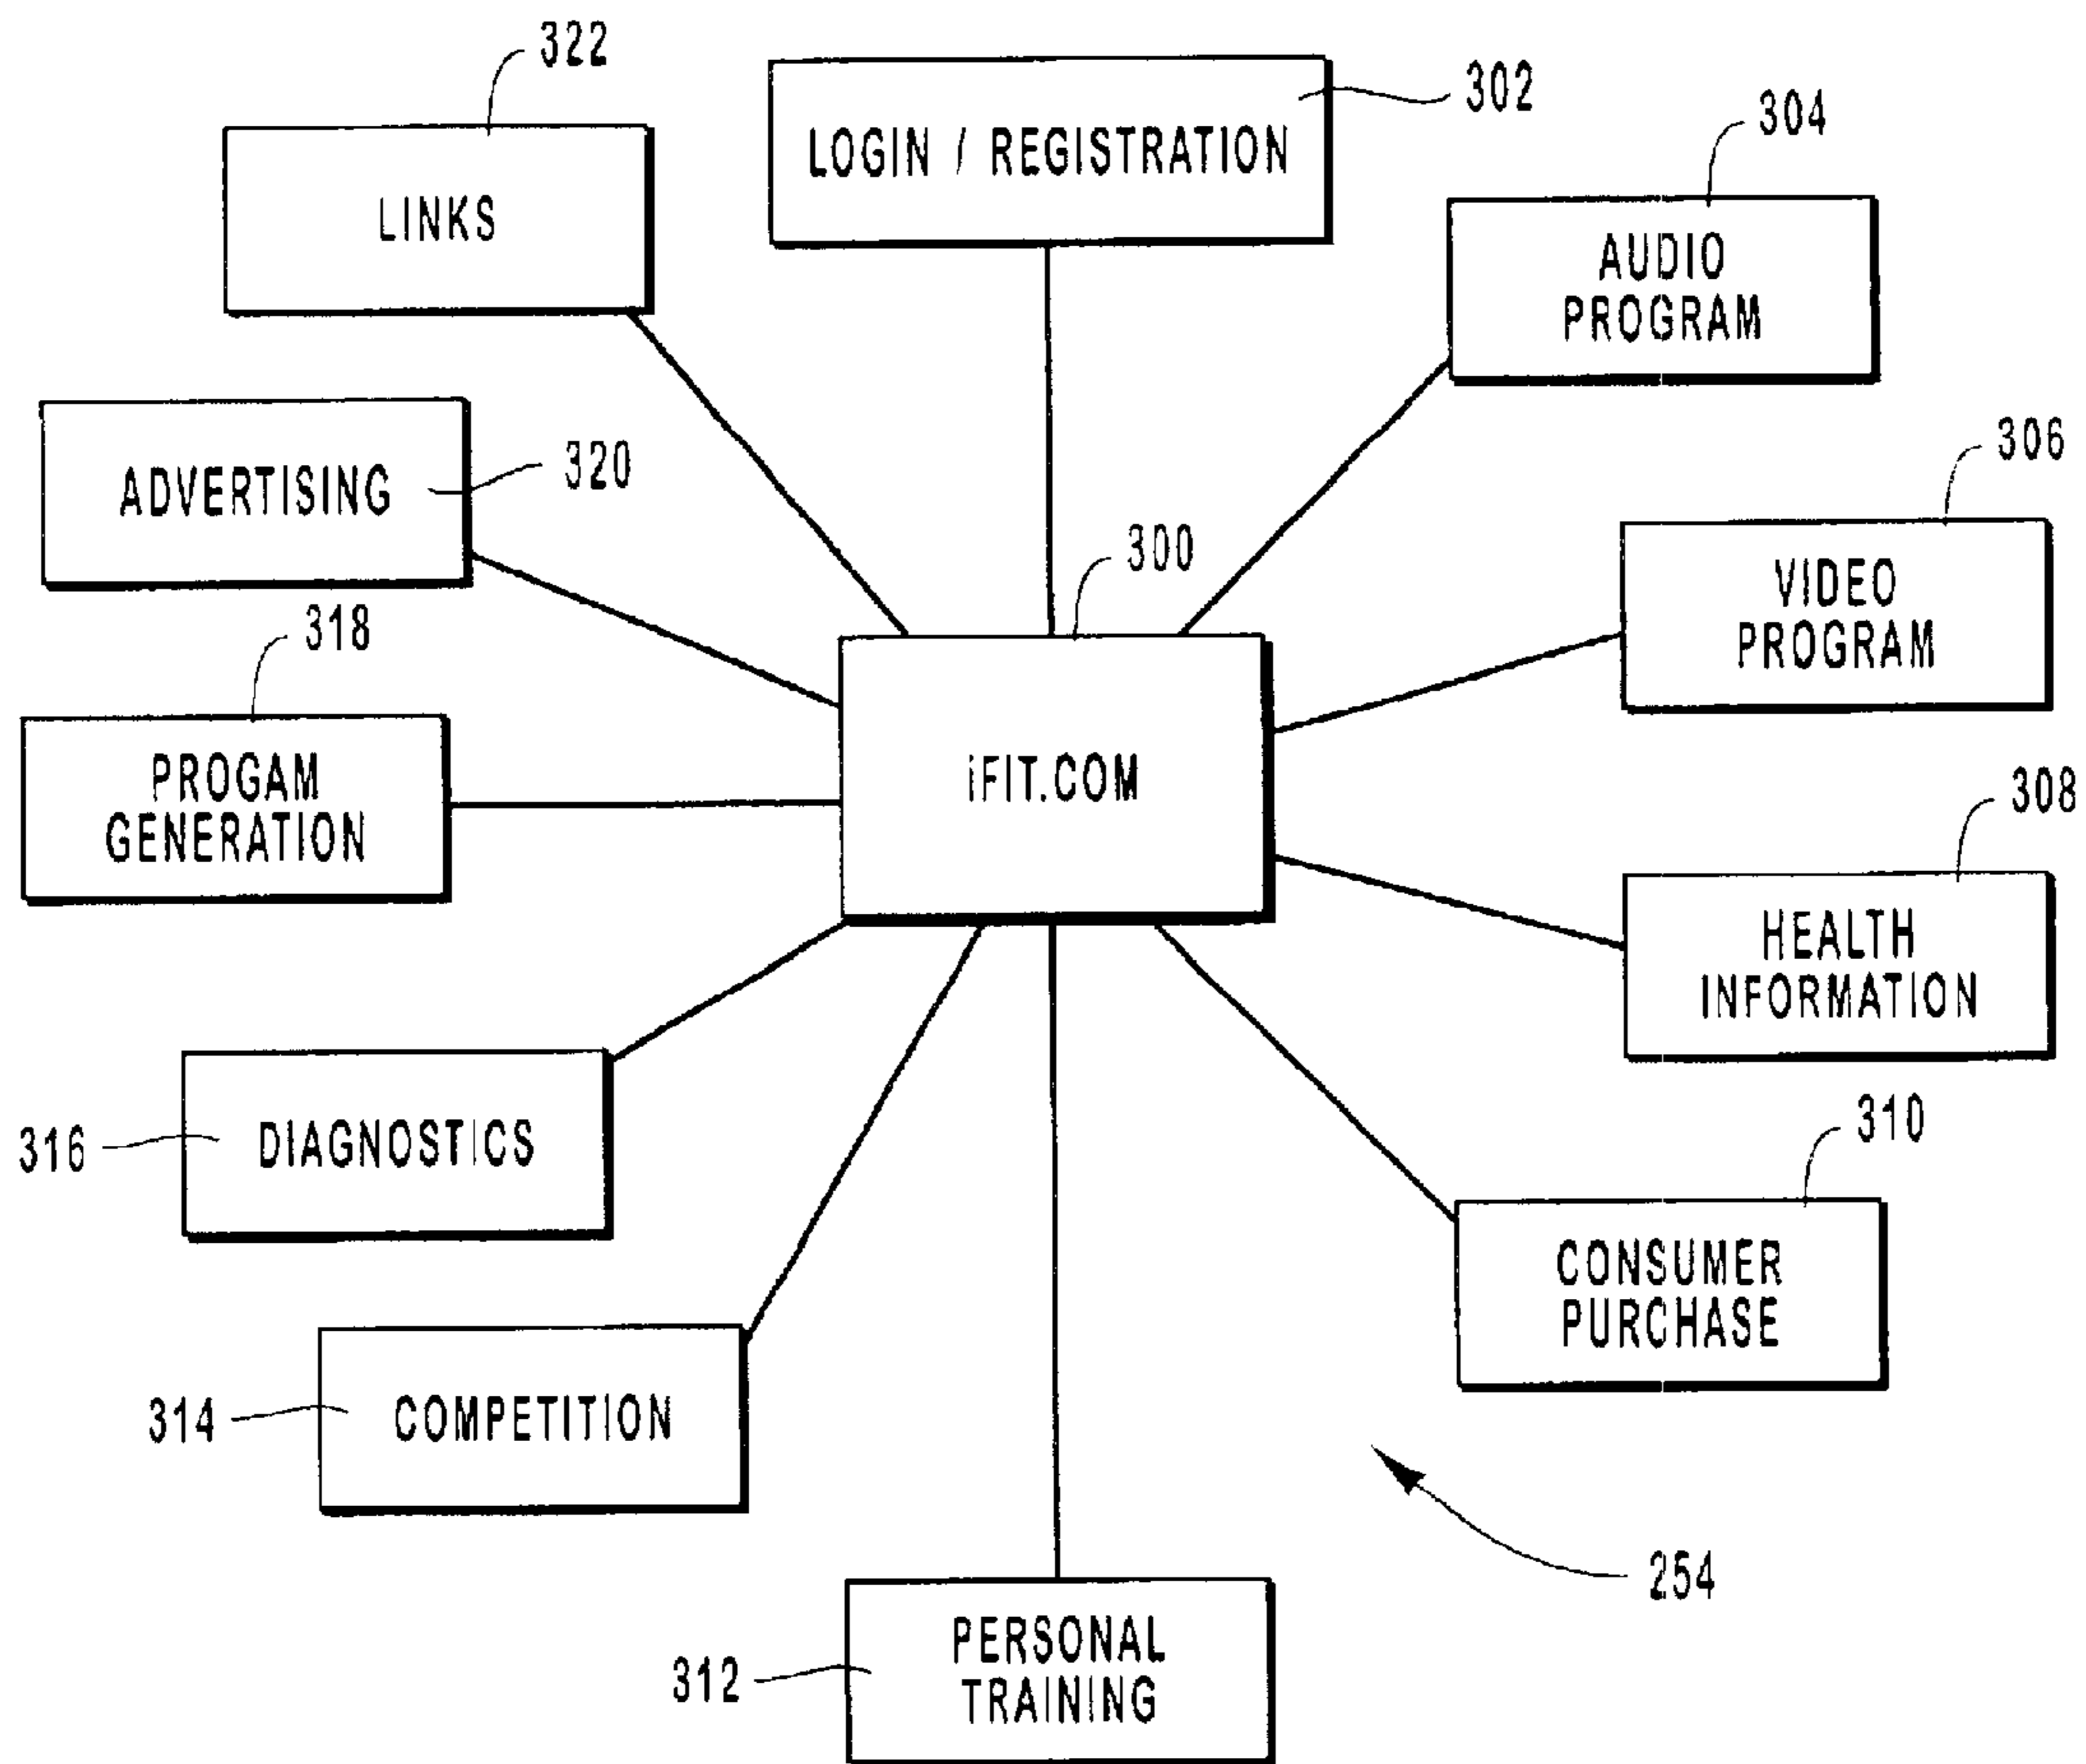 322
302
LOGIN / REGISTRATION
304
LINKS
AUDIO
PROGRAM
306
320
ADVERTISING
300
VIDEO
PROGRAM
318
iFIT.COM
308
PROGAM
GENERATION
HEALTH
INFORMATION
310
316
DIAGNOSTICS
CONSUMER
PURCHASE
314
COMPETITION
254
PERSONAL
TRAINING
312